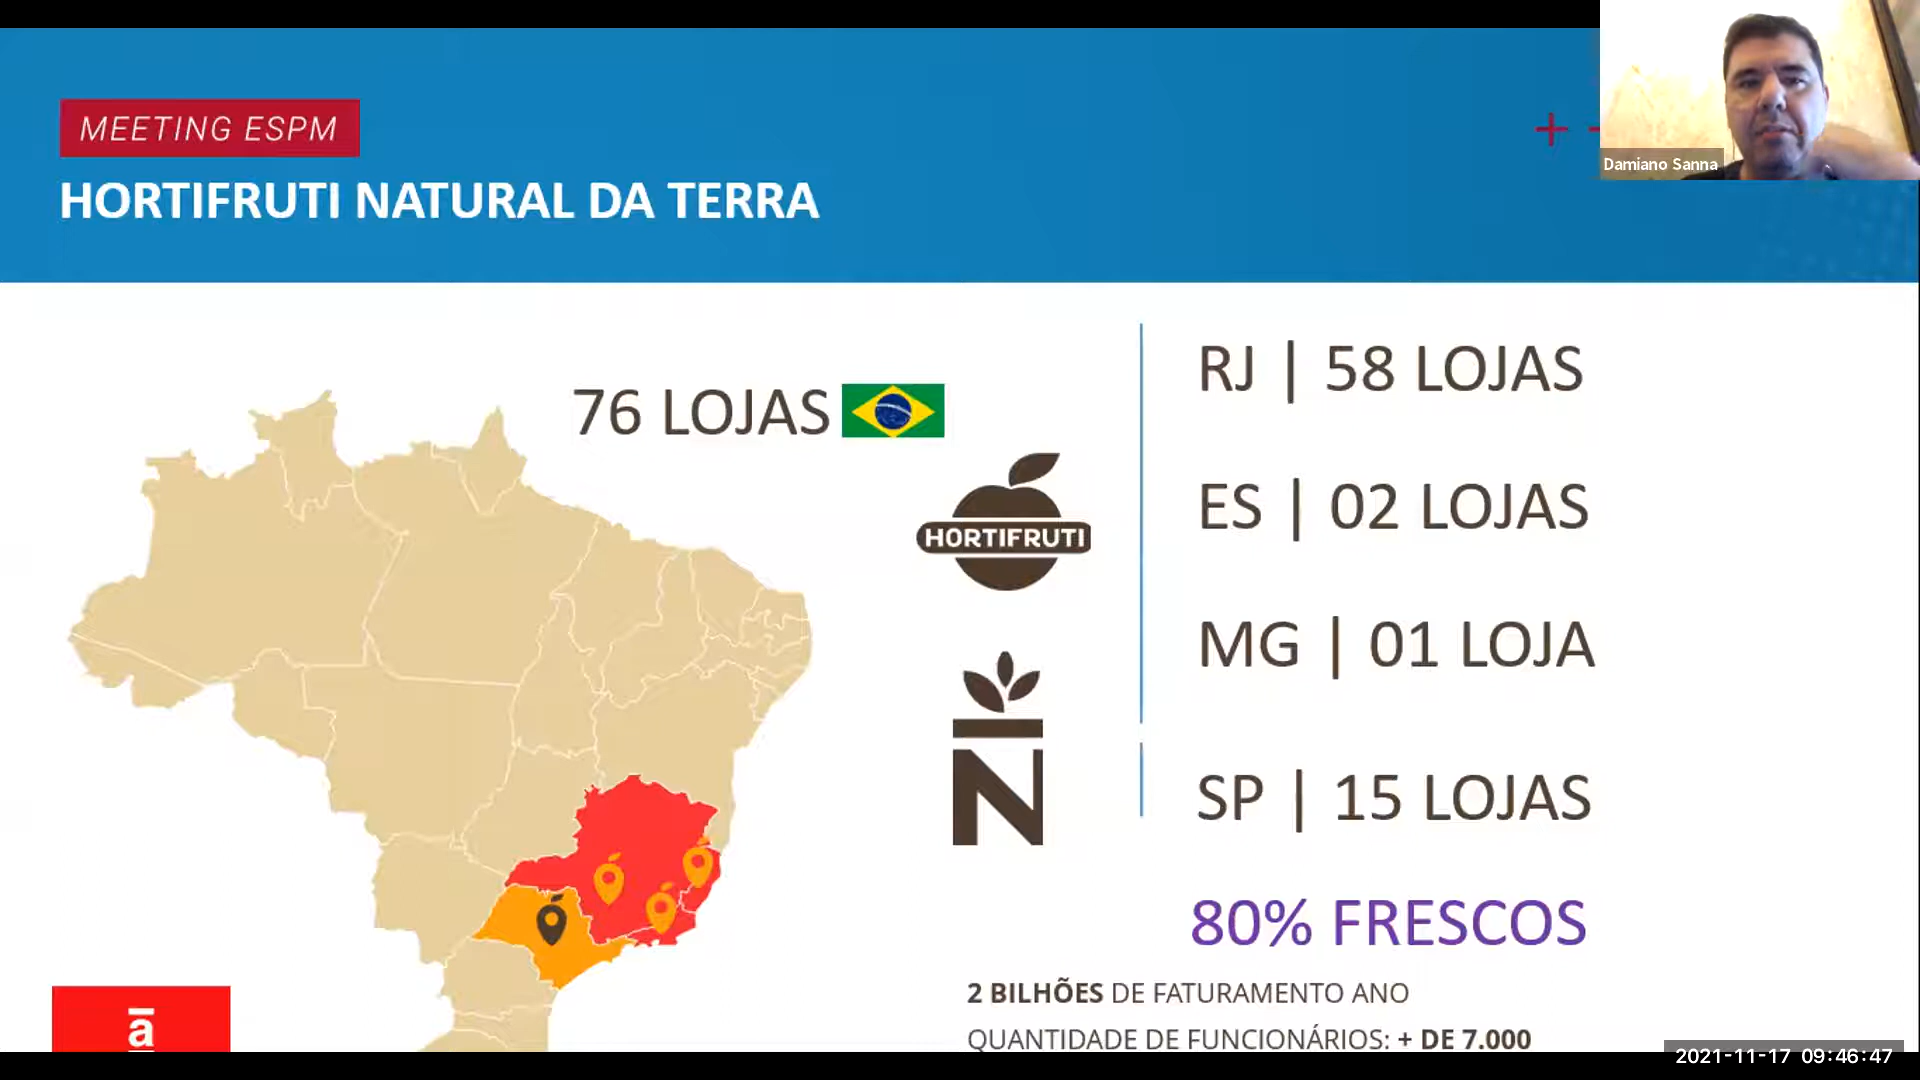 MEETING ESPM
HORTIFRUTI NATURAL DA TERRA
Damiano Sanna
76 LOJAS
HORTIFRUTI
N
RJ | 58 LOJAS
ES | 02 LOJAS
MG | 01 LOJA
SP | 15 LOJAS
80% FRESCOS
2 BILHÕES DE FATURAMENTO ANO
QUANTIDADE DE FUNCIONÁRIOS: + DE 7.000
ā
2021-11-17 09:46:47